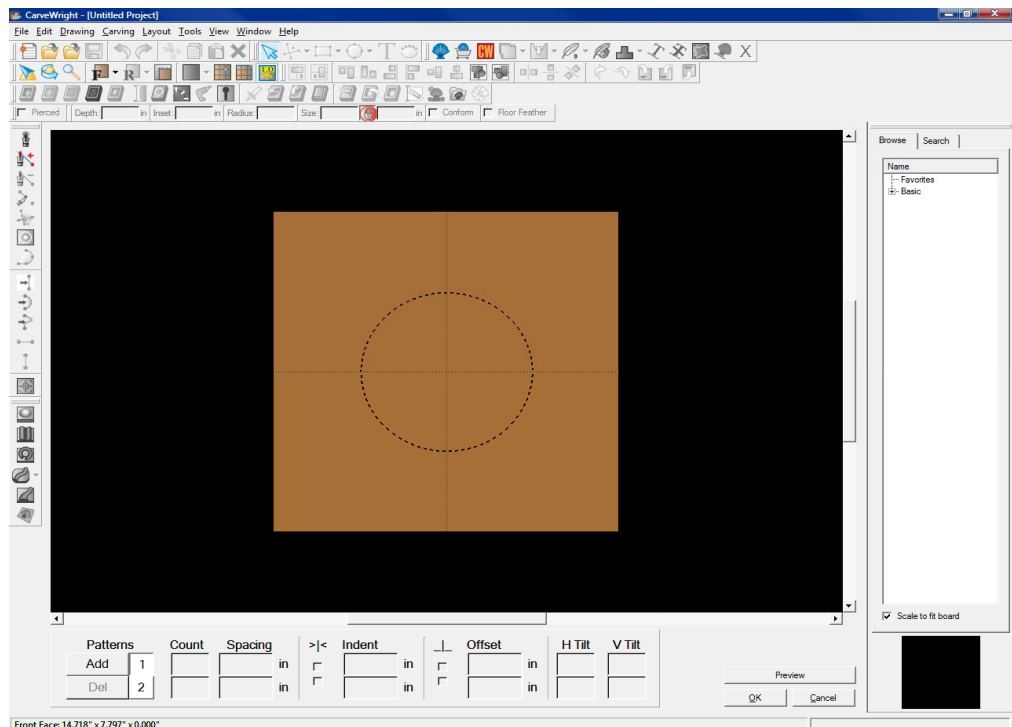 CarveWright - [Untitled Project]
File Edit Drawing Carving Layout Tools View Window Help
CW
Pierced Depth: in Inset: in Radius: Size: in Conform Floor Feather
Browse Search
Name
Favorites
Basic
Scale to fit board
Patterns Count Spacing >|< Indent _|_ Offset H Tilt V Tilt
Add 1 in in in
Del 2 in in in
Preview
OK Cancel
Front Face: 14.718" x 7.797" x 0.000"